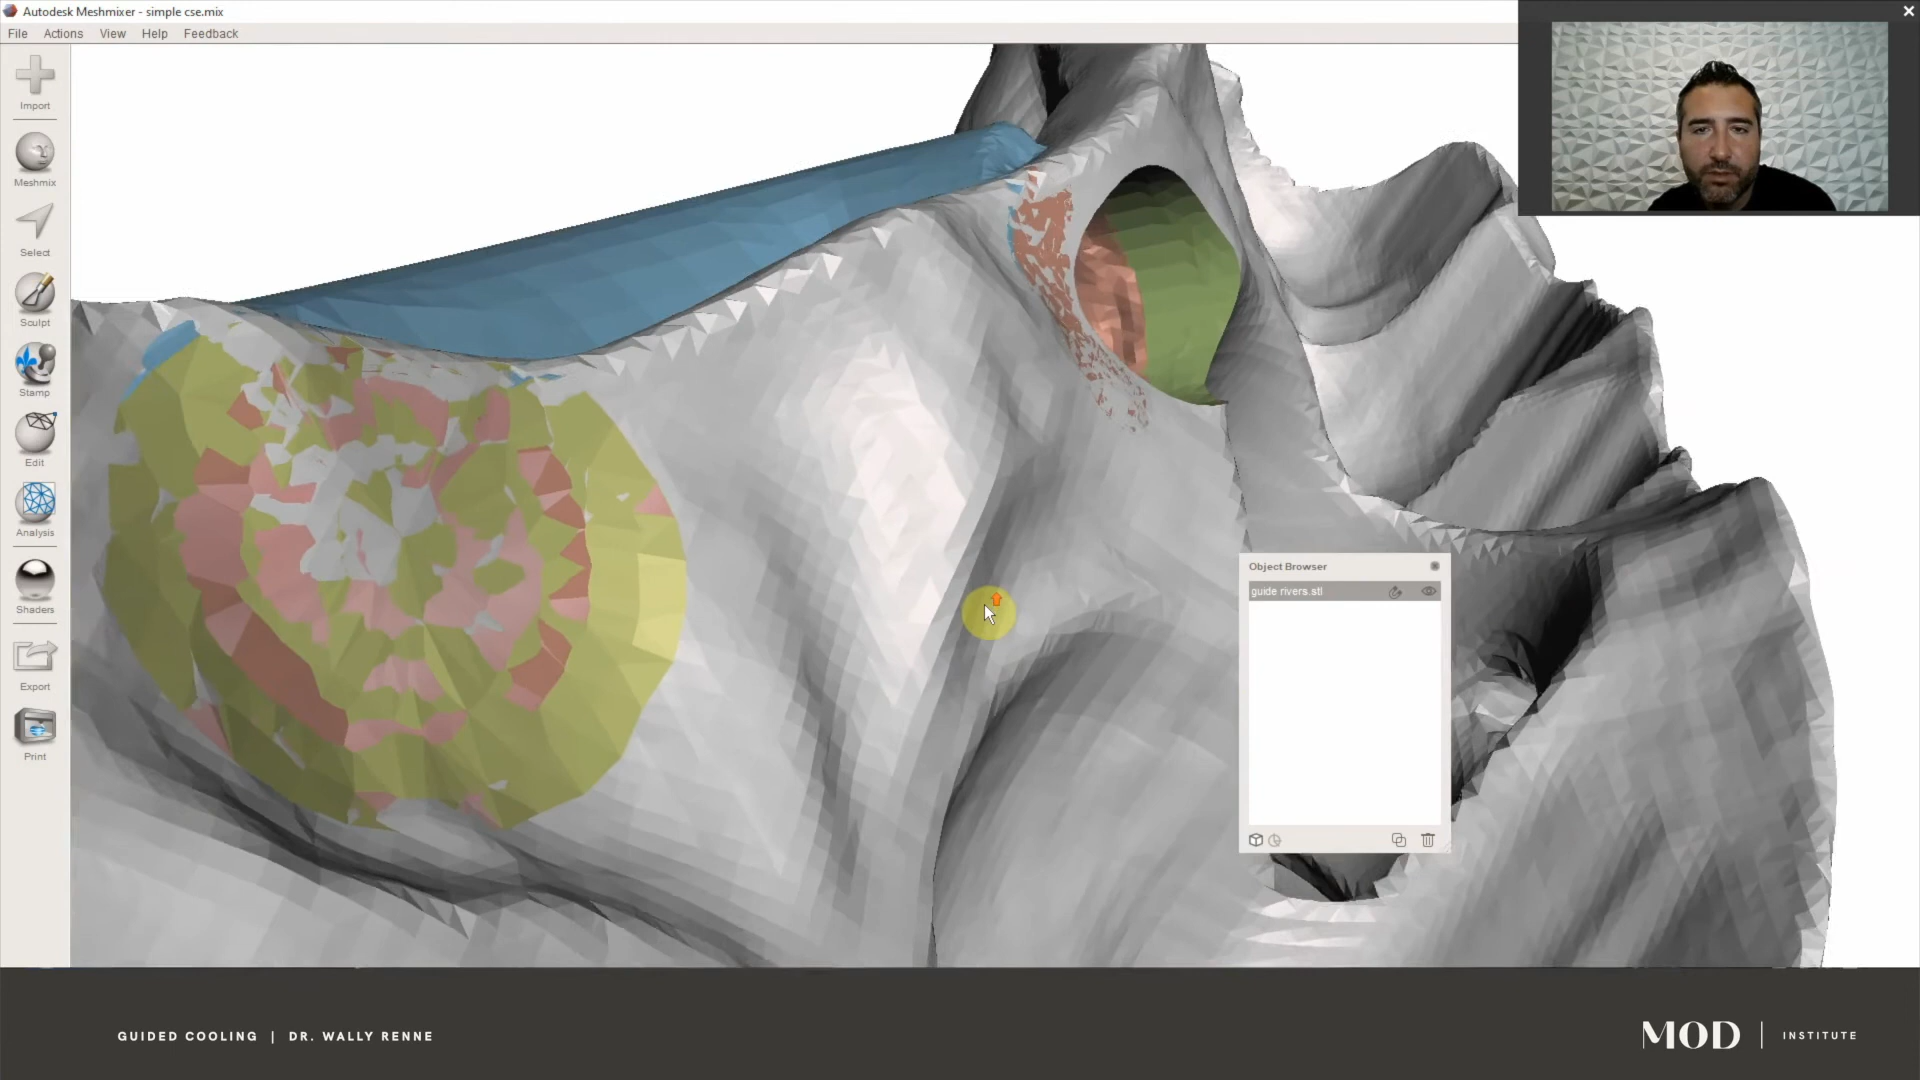 Autodesk Meshmixer - simple cse.mix
File Actions View Help Feedback
Import
Meshmix
Select
Sculpt
Stamp
Edit
Analysis
Shaders
Export
Print
Object Browser
guide rivers.stl
GUIDED COOLING | DR. WALLY RENNE
MOD | INSTITUTE